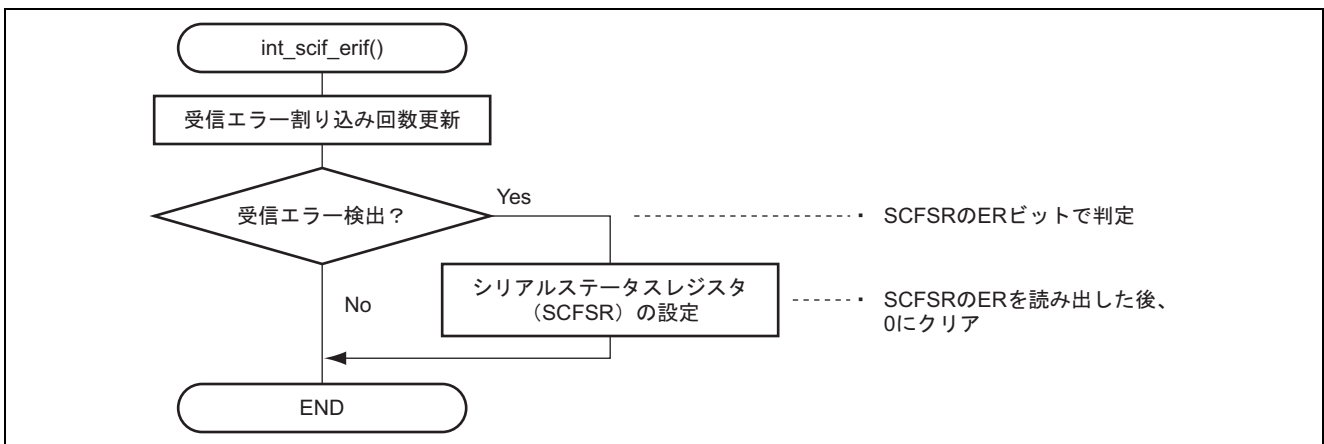 int_scif_erif()
受信エラー割り込み回数更新
受信エラー検出？
Yes
・ SCFSRのERビットで判定
シリアルステータスレジスタ
（SCFSR）の設定
・ SCFSRのERを読み出した後、
0にクリア
No
END